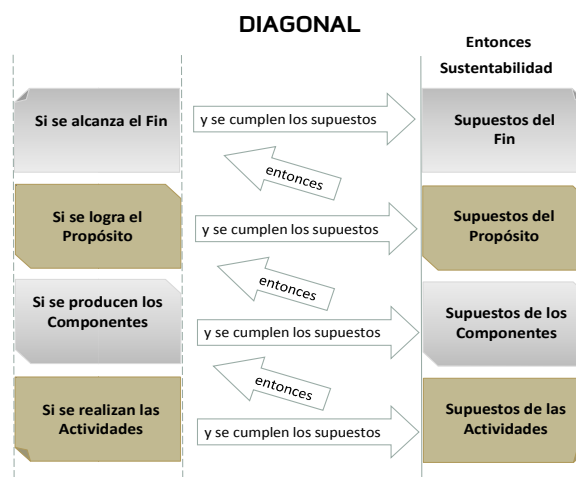 DIAGONAL
Entonces
Sustentabilidad
Si se alcanza el Fin
y se cumplen los supuestos
Supuestos del
Fin
entonces
Si se logra el
Propósito
y se cumplen los supuestos
Supuestos del
Propósito
entonces
Si se producen los
Componentes
y se cumplen los supuestos
Supuestos de los
Componentes
entonces
Si se realizan las
Actividades
y se cumplen los supuestos
Supuestos de las
Actividades